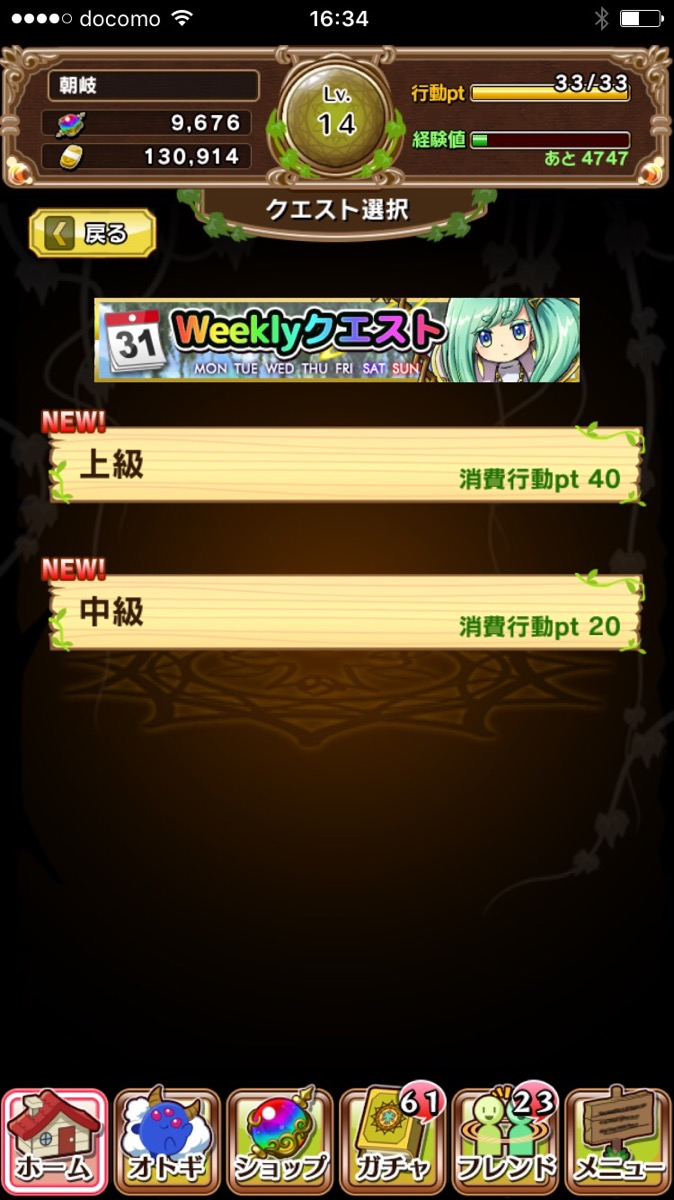 docomo 16:34
朝岐
9,676
130,914
Lv.
14
行動pt 33/33
経験値
あと4747
戻る
クエスト選択
31 Weeklyクエスト
MON TUE WED THU FRI SAT SUN
NEW!
上級
消費行動pt 40
NEW!
中級
消費行動pt 20
61 23
ホーム オトギ ショップ ガチャ フレンド メニュー